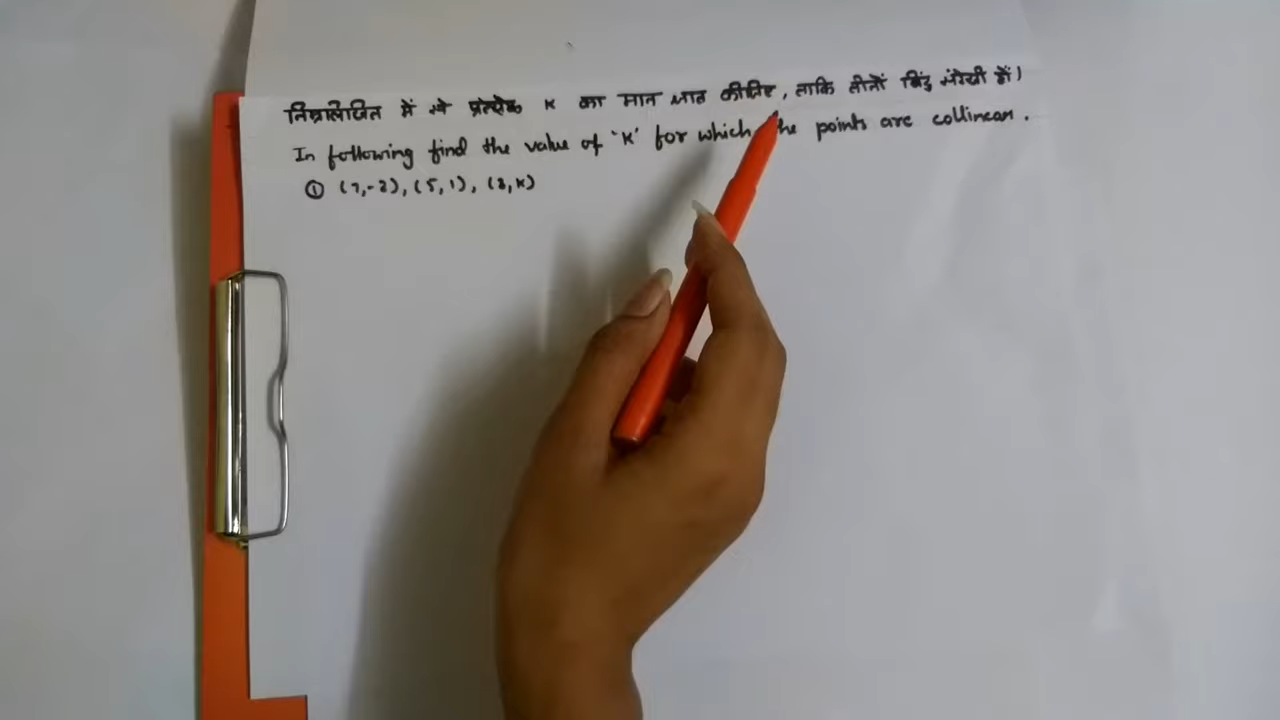 निम्नलिखित में से प्रत्येक K का मान ज्ञात कीजिए, ताकि तीनों बिंदु संरेखी हों।
In following find the value of 'K' for which the points are collinear.
① (7,-2), (5,1), (3,K)